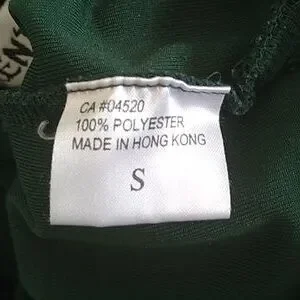 CA #04520
100% POLYESTER
MADE IN HONG KONG
S